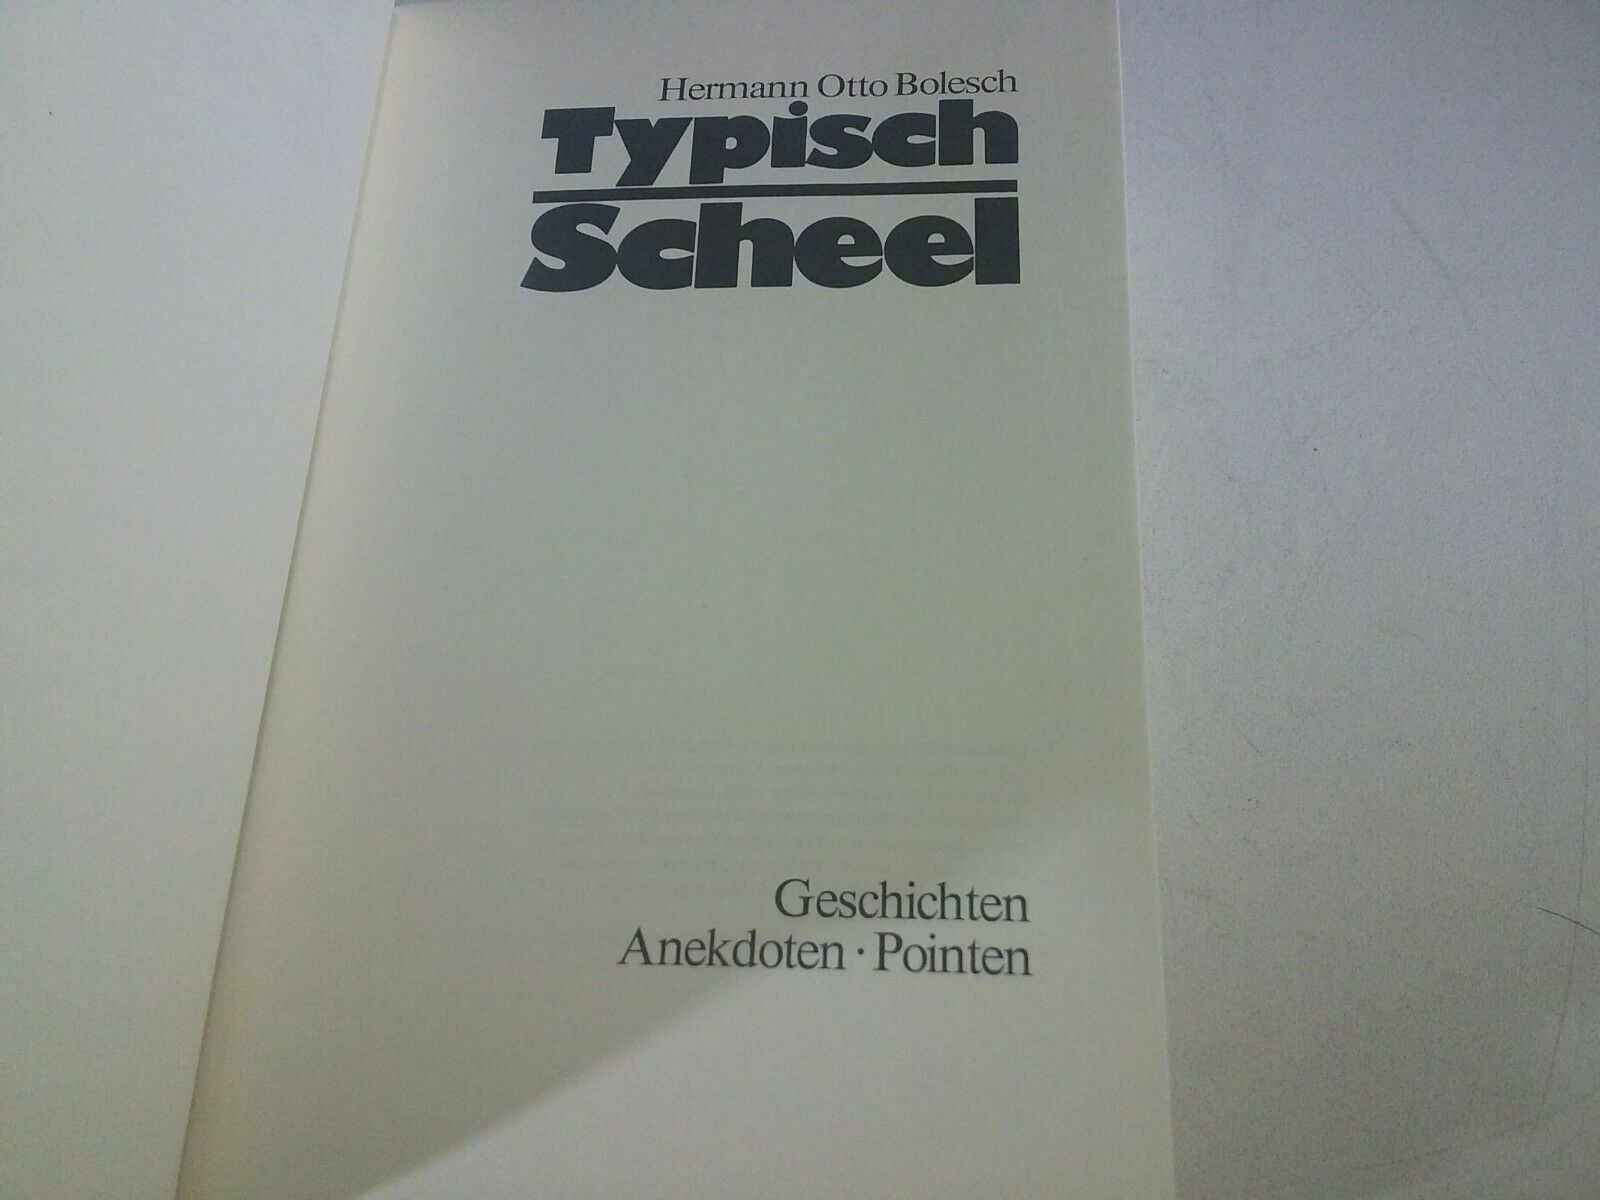 Hermann Otto Bolesch
Typisch
Scheel
Geschichten
Anekdoten · Pointen